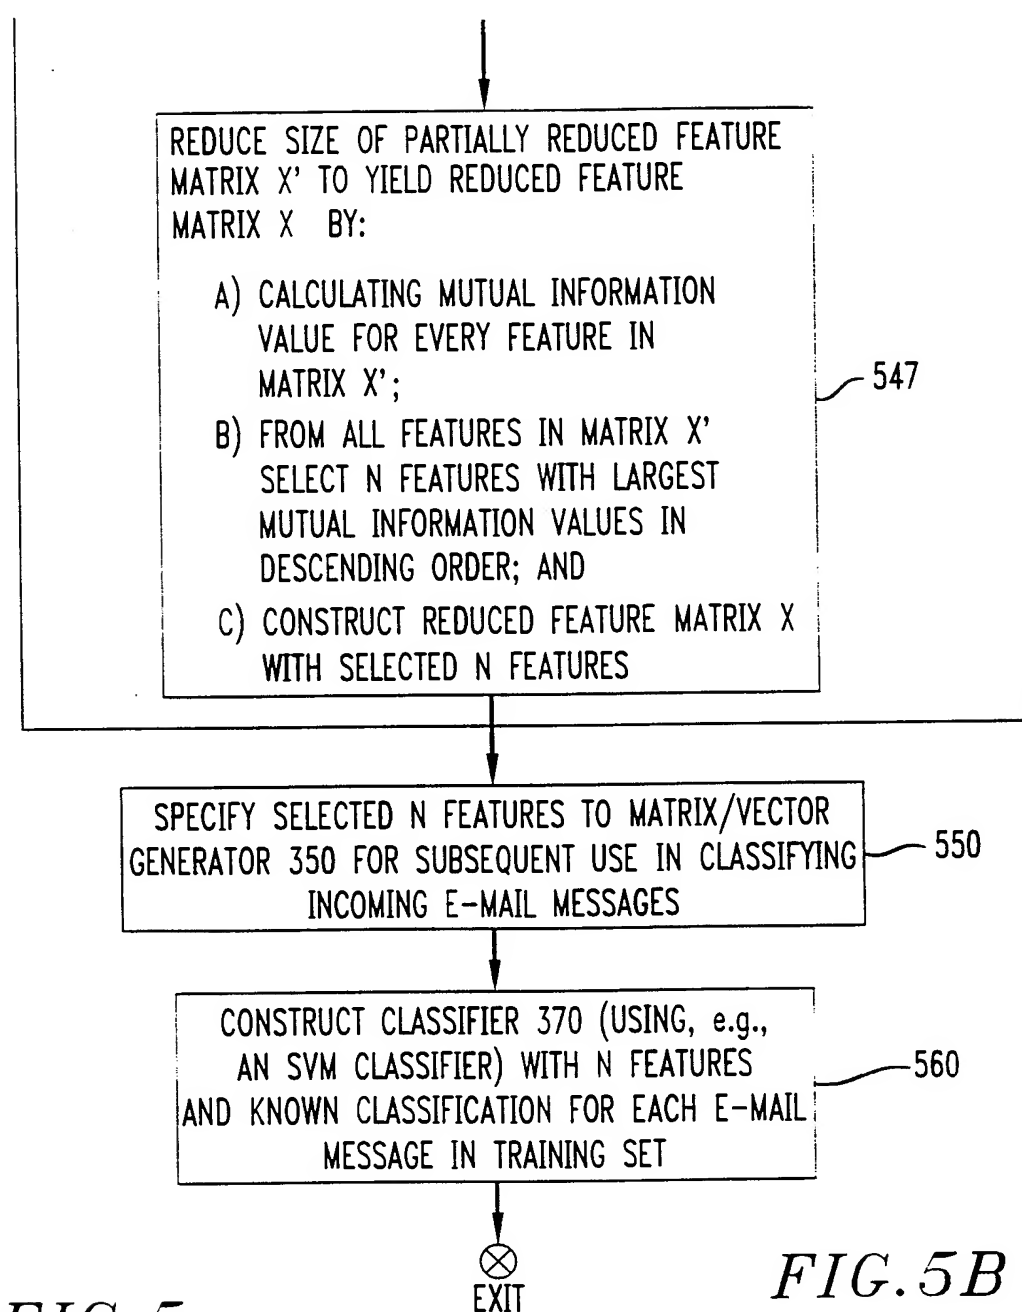 REDUCE SIZE OF PARTIALLY REDUCED FEATURE
MATRIX X' TO YIELD REDUCED FEATURE
MATRIX X BY:
A) CALCULATING MUTUAL INFORMATION
VALUE FOR EVERY FEATURE IN
MATRIX X';
547
B) FROM ALL FEATURES IN MATRIX X'
SELECT N FEATURES WITH LARGEST
MUTUAL INFORMATION VALUES IN
DESCENDING ORDER; AND
C) CONSTRUCT REDUCED FEATURE MATRIX X
WITH SELECTED N FEATURES
SPECIFY SELECTED N FEATURES TO MATRIX/VECTOR
GENERATOR 350 FOR SUBSEQUENT USE IN CLASSIFYING
INCOMING E-MAIL MESSAGES
550
CONSTRUCT CLASSIFIER 370 (USING, e.g.,
AN SVM CLASSIFIER) WITH N FEATURES
AND KNOWN CLASSIFICATION FOR EACH E-MAIL
MESSAGE IN TRAINING SET
560
EXIT
FIG.5B